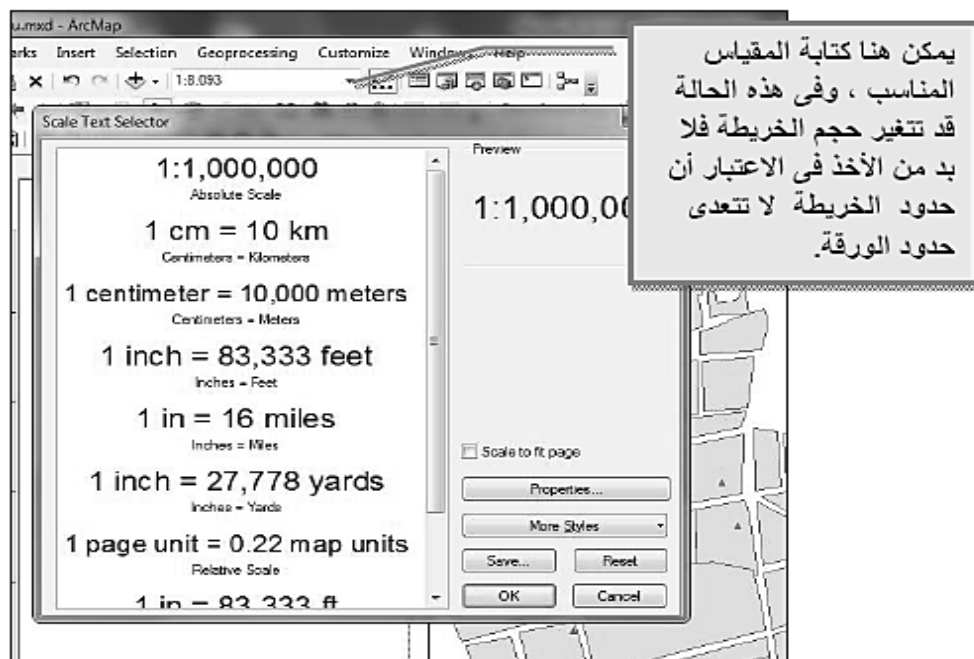 u.mxd - ArcMap
arks Insert Selection Geoprocessing Customize Windows Help
1:8.093
يمكن هنا كتابة المقياس
المناسب ، وفى هذه الحالة
قد تتغير حجم الخريطة فلا
بد من الأخذ فى الاعتبار أن
حدود الخريطة لا تتعدى
حدود الورقة.
Scale Text Selector
1:1,000,000
Absolute Scale
1 cm = 10 km
Centimeters = Kilometers
1 centimeter = 10,000 meters
Centimeters = Meters
1 inch = 83,333 feet
Inches = Feet
1 in = 16 miles
Inches = Miles
1 inch = 27,778 yards
Inches = Yards
1 page unit = 0.22 map units
Relative Scale
1 in = 83,333 ft
Preview
1:1,000,00
Scale to fit page
Properties...
More Styles
Save... Reset
OK Cancel